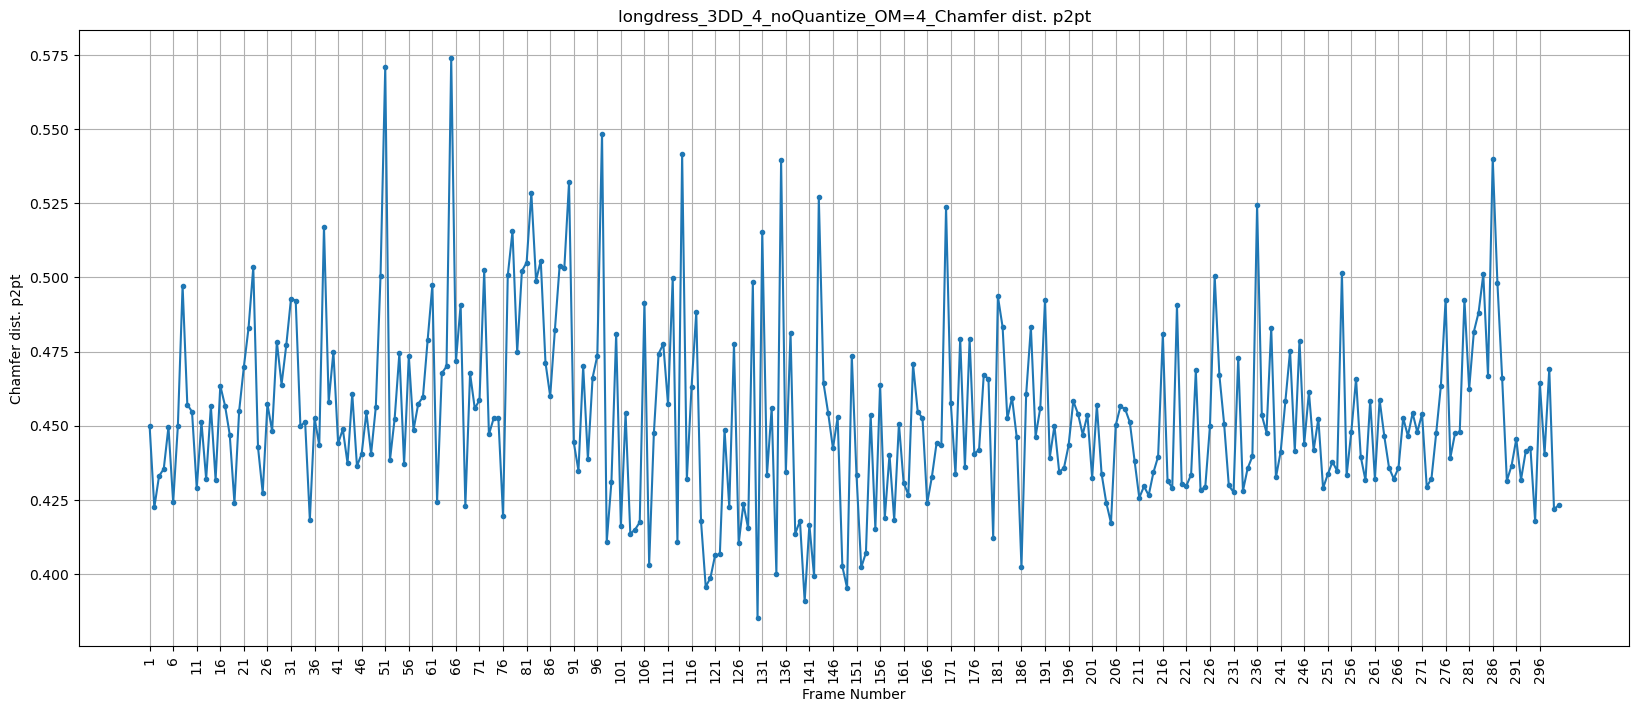 longdress_3DD_4_noQuantize_OM=4_Chamfer dist. p2pt
Chamfer dist. p2pt
0.575
0.550
0.525
0.500
0.475
0.450
0.425
0.400
1 6 11 16 21 26 31 36 41 46 51 56 61 66 71 76 81 86 91 96 101 106 111 116 121 126 131 136 141 146 151 156 161 166 171 176 181 186 191 196 201 206 211 216 221 226 231 236 241 246 251 256 261 266 271 276 281 286 291 296
Frame Number